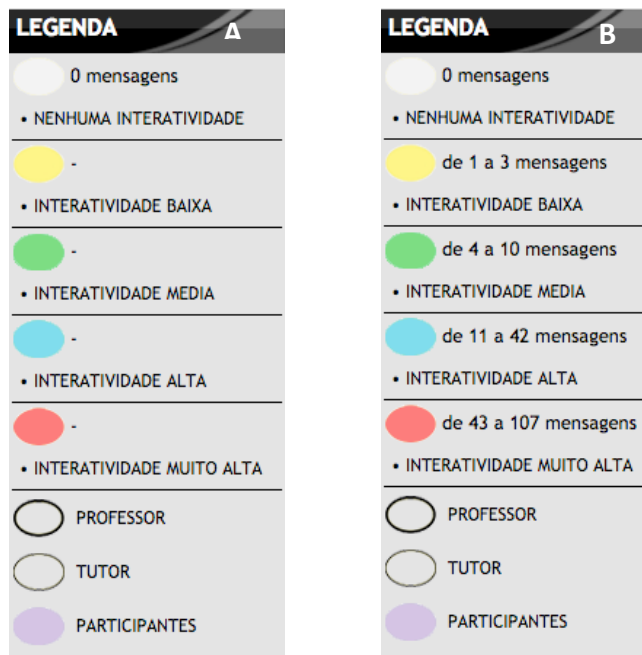 LEGENDA A
0 mensagens
• NENHUMA INTERATIVIDADE
-
• INTERATIVIDADE BAIXA
-
• INTERATIVIDADE MEDIA
-
• INTERATIVIDADE ALTA
-
• INTERATIVIDADE MUITO ALTA
PROFESSOR
TUTOR
PARTICIPANTES
LEGENDA B
0 mensagens
• NENHUMA INTERATIVIDADE
de 1 a 3 mensagens
• INTERATIVIDADE BAIXA
de 4 a 10 mensagens
• INTERATIVIDADE MEDIA
de 11 a 42 mensagens
• INTERATIVIDADE ALTA
de 43 a 107 mensagens
• INTERATIVIDADE MUITO ALTA
PROFESSOR
TUTOR
PARTICIPANTES